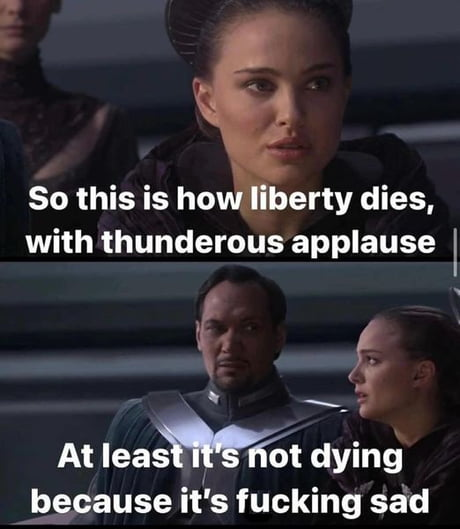 So this is how liberty dies,
with thunderous applause
At least it's not dying
because it's fucking sad